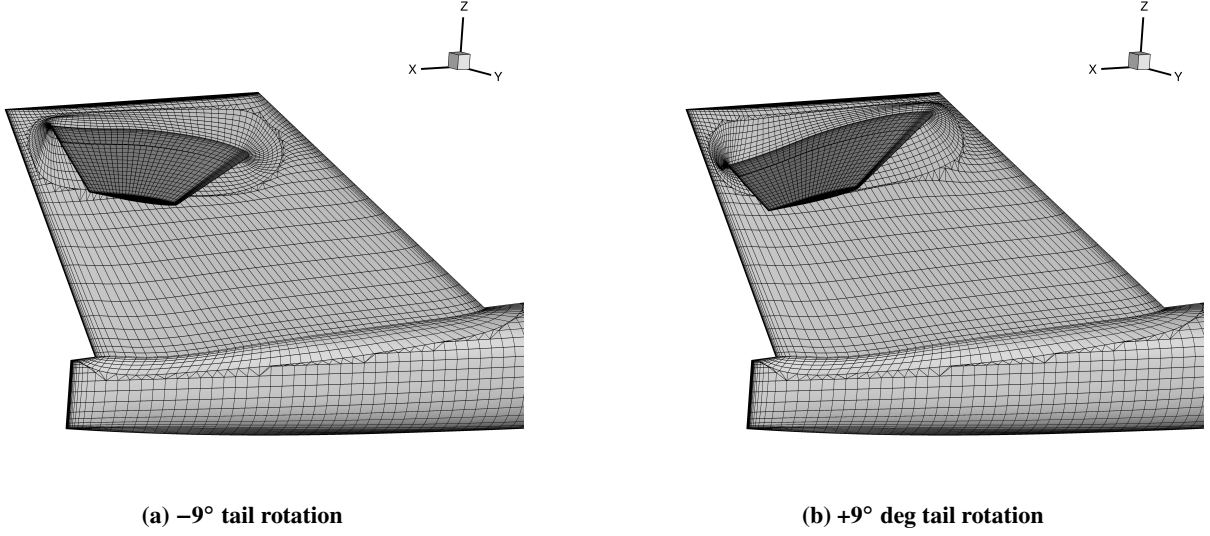 Z
X
Y
Z
X
Y
(a) −9° tail rotation
(b) +9° deg tail rotation